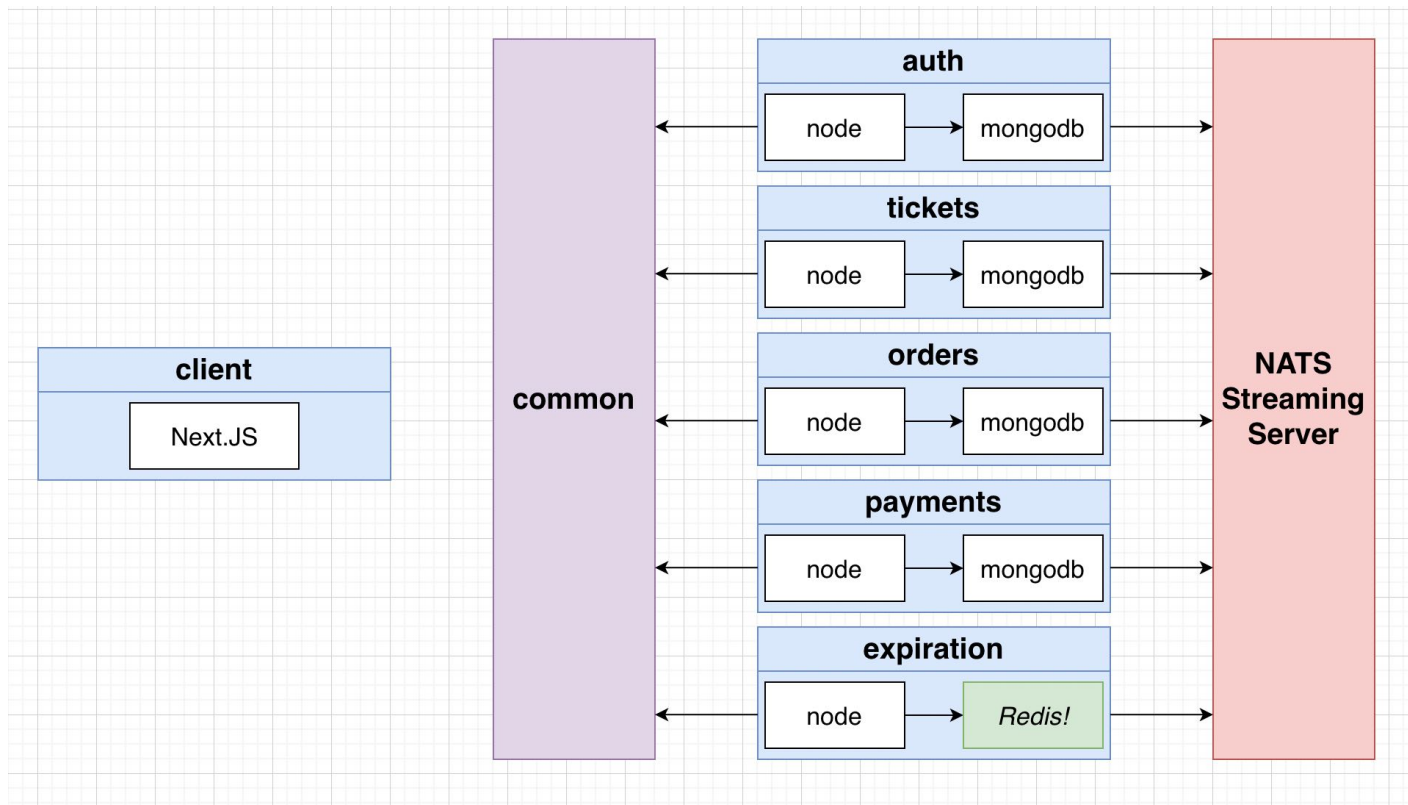 client
Next.JS
common
auth
node
mongodb
tickets
node
mongodb
orders
node
mongodb
payments
node
mongodb
expiration
node
Redis!
NATS
Streaming
Server